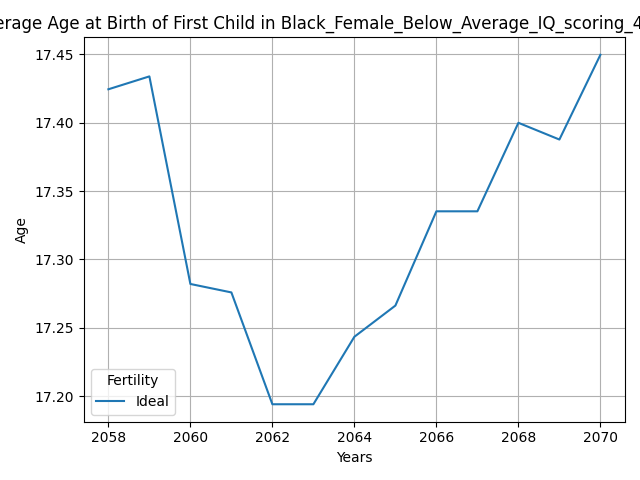 erage Age at Birth of First Child in Black_Female_Below_Average_IQ_scoring_4
17.45
17.40
17.35
17.30
17.25
17.20
Age
Fertility
Ideal
2058 2060 2062 2064 2066 2068 2070
Years